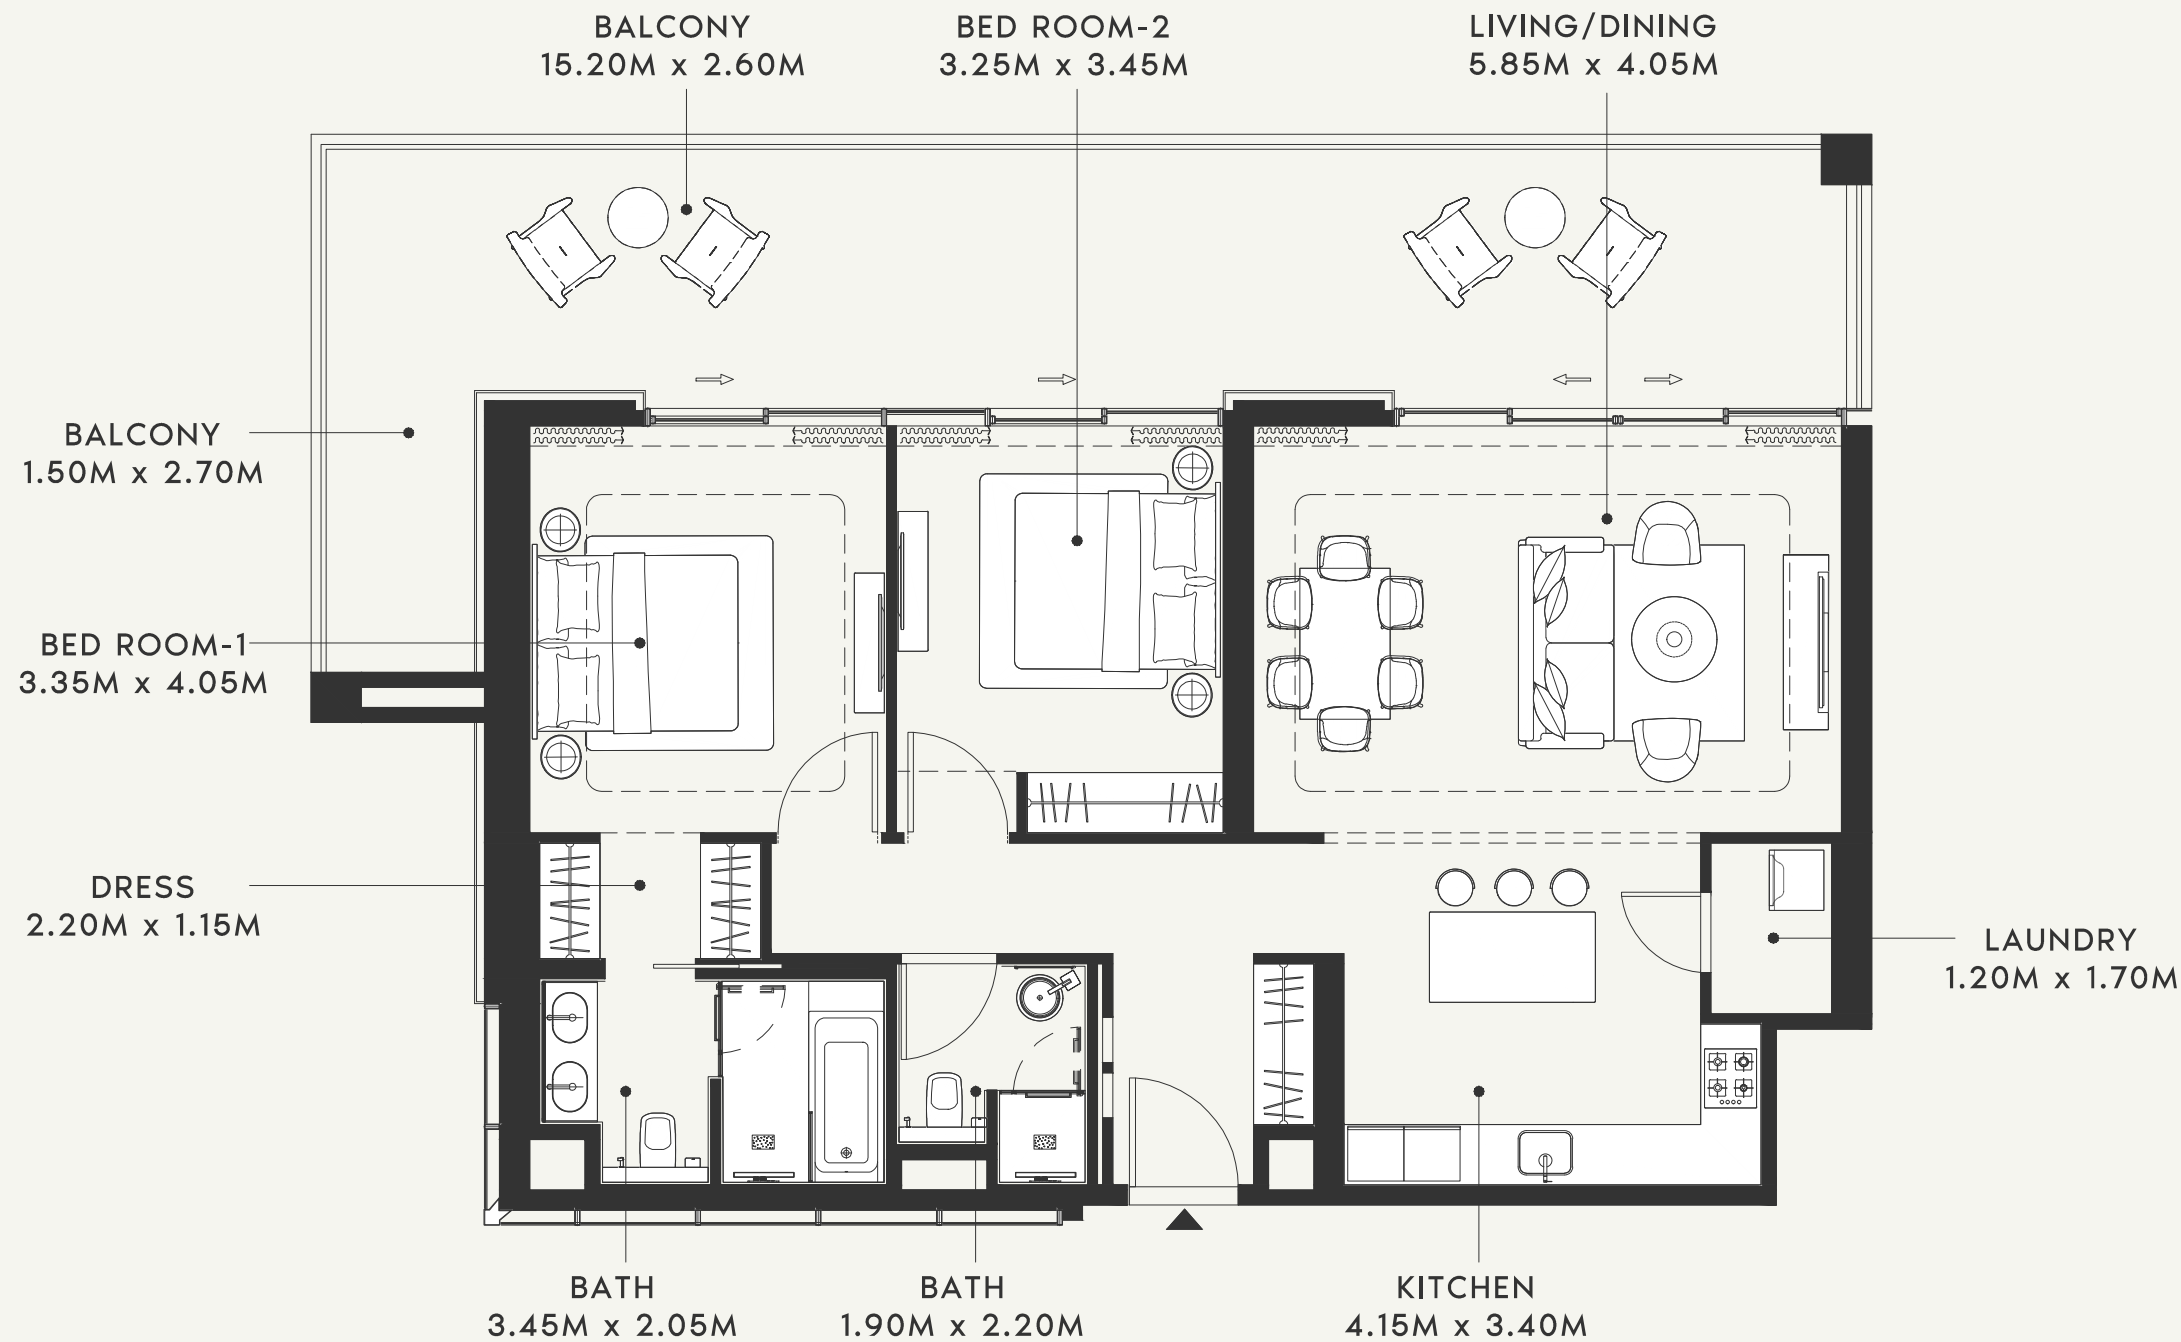 BALCONY
15.20M x 2.60M
BED ROOM-2
3.25M x 3.45M
LIVING/DINING
5.85M x 4.05M
BALCONY
1.50M x 2.70M
BED ROOM-1
3.35M x 4.05M
DRESS
2.20M x 1.15M
LAUNDRY
1.20M x 1.70M
BATH
3.45M x 2.05M
BATH
1.90M x 2.20M
KITCHEN
4.15M x 3.40M